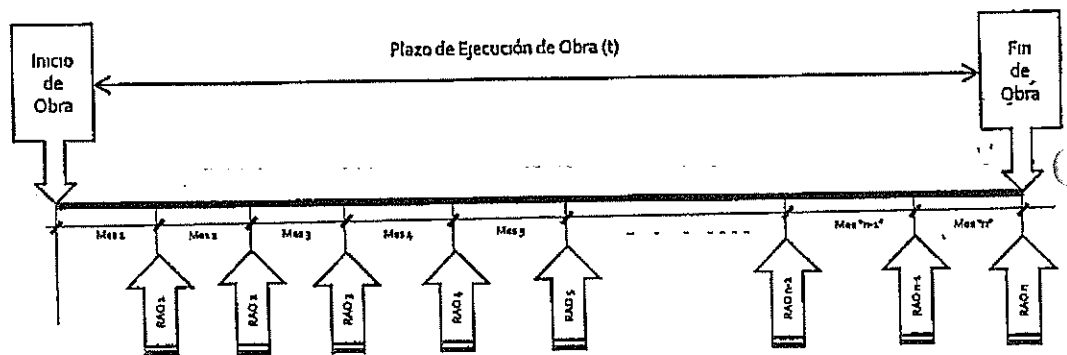 Inicio
de
Obra
Plazo de Ejecución de Obra (t)
Fin
de
Obra
Mes 1 Mes 2 Mes 3 Mes 4 Mes 5 Mes "n-1" Mes "n"
RAO 1 RAO 2 RAO 3 RAO 4 RAO 5 RAO n-2 RAO n-1 RAO n